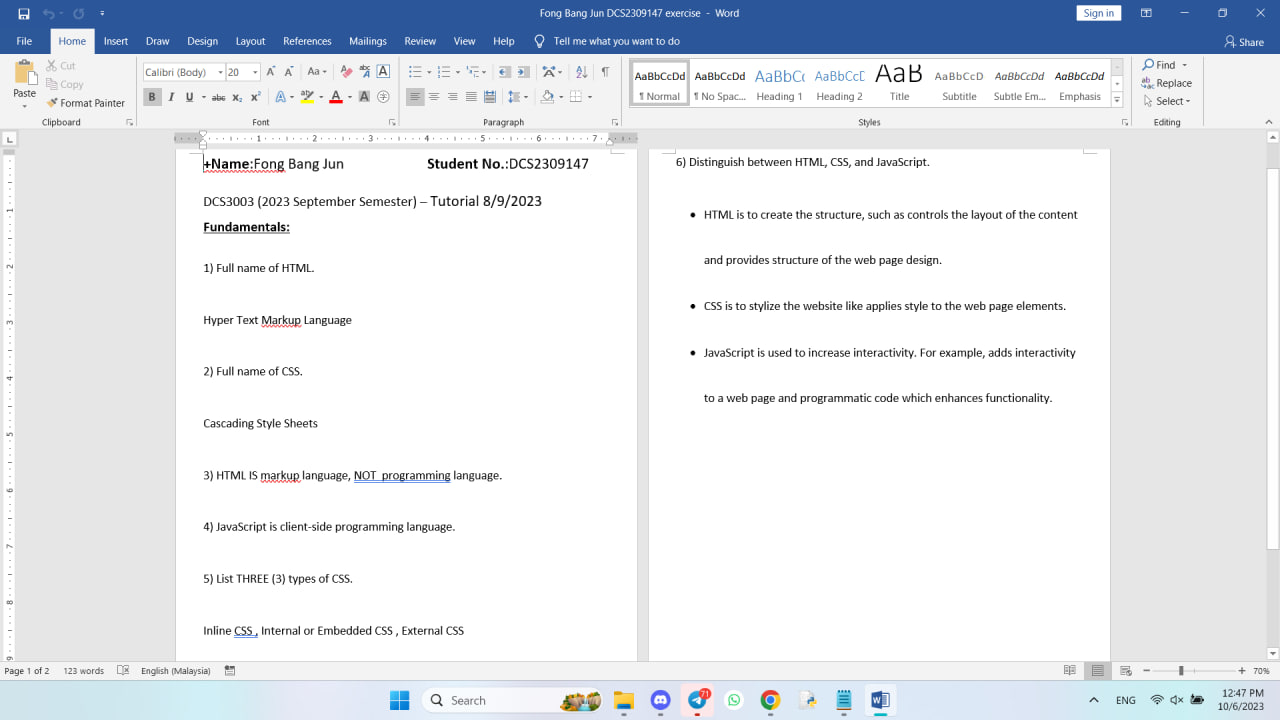 Fong Bang Jun DCS2309147 exercise - Word
Sign in
File Home Insert Draw Design Layout References Mailings Review View Help Tell me what you want to do Share
Paste
Cut
Copy
Format Painter
Clipboard
Calibri (Body) 20
Font
Paragraph
AaBbCcDd AaBbCcDd AaBbCc AaBbCcD AaB AaBbCcD AaBbCcDd AaBbCcDd
¶ Normal ¶ No Spac... Heading 1 Heading 2 Title Subtitle Subtle Em... Emphasis
Styles
Find
Replace
Select
Editing
+Name:Fong Bang Jun Student No.:DCS2309147
DCS3003 (2023 September Semester) – Tutorial 8/9/2023
Fundamentals:
1) Full name of HTML.
Hyper Text Markup Language
2) Full name of CSS.
Cascading Style Sheets
3) HTML IS markup language, NOT  programming language.
4) JavaScript is client-side programming language.
5) List THREE (3) types of CSS.
Inline CSS , Internal or Embedded CSS , External CSS
6) Distinguish between HTML, CSS, and JavaScript.
• HTML is to create the structure, such as controls the layout of the content
and provides structure of the web page design.
• CSS is to stylize the website like applies style to the web page elements.
• JavaScript is used to increase interactivity. For example, adds interactivity
to a web page and programmatic code which enhances functionality.
Page 1 of 2 123 words English (Malaysia) 70%
Search
71
ENG
12:47 PM
10/6/2023